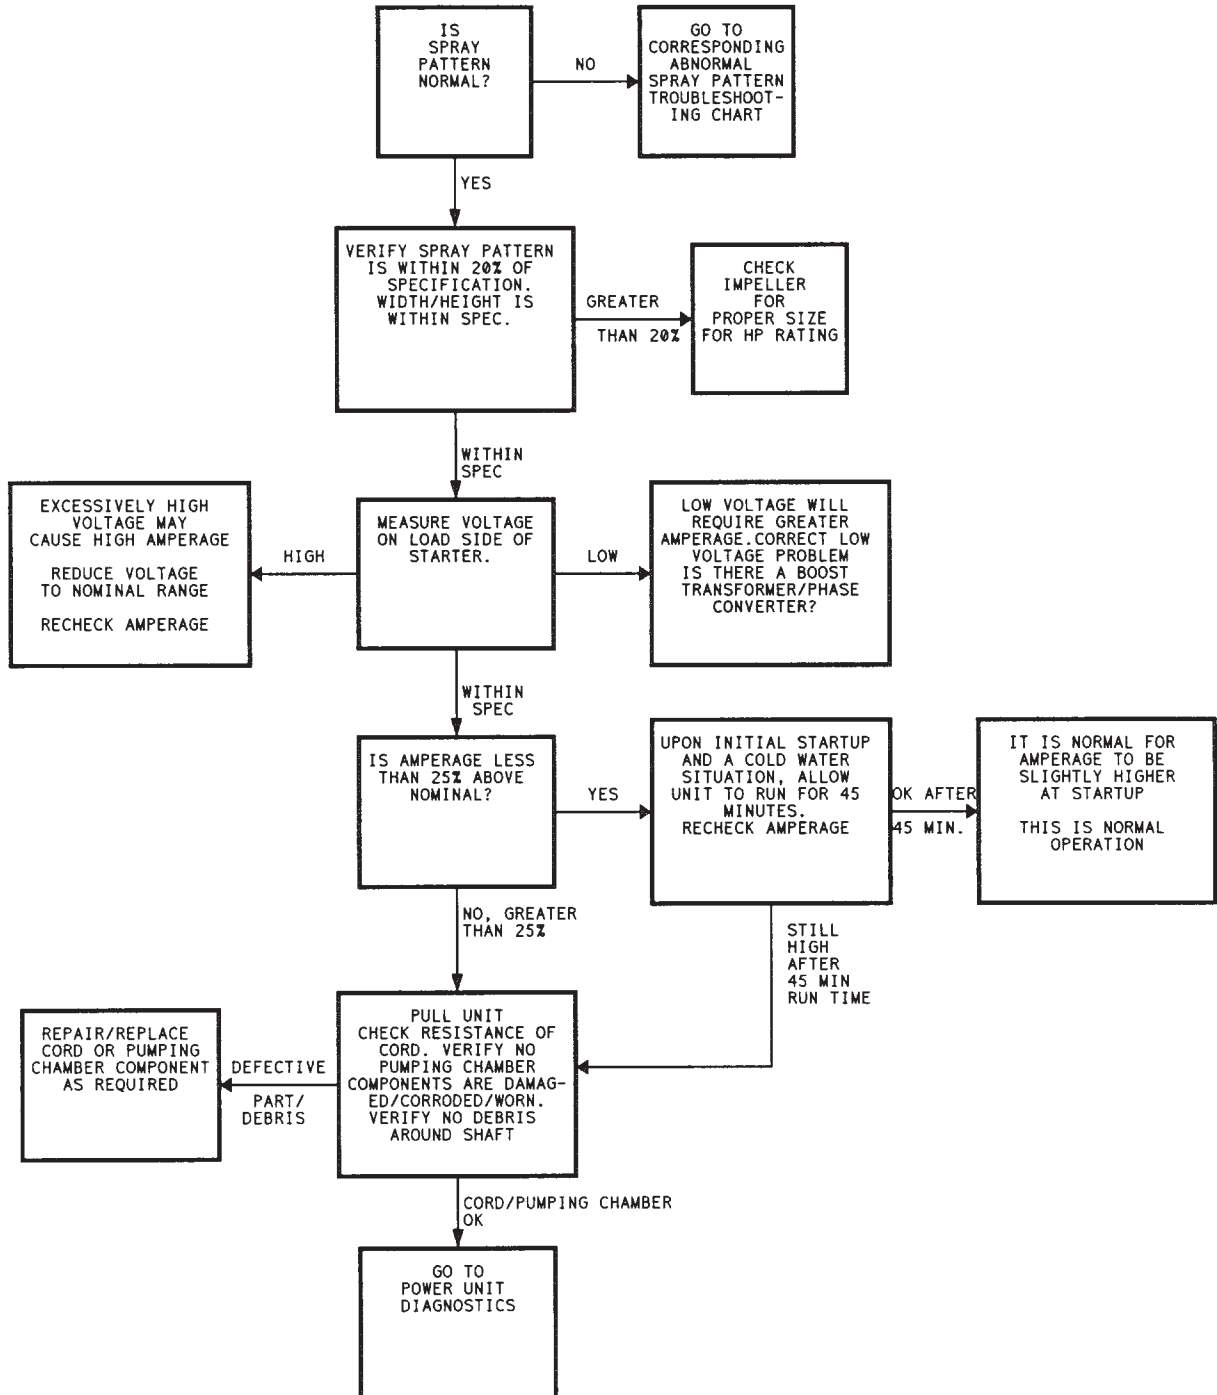 IS
SPRAY
PATTERN
NORMAL?
NO
GO TO
CORRESPONDING
ABNORMAL
SPRAY PATTERN
TROUBLESHOOT-
ING CHART
YES
VERIFY SPRAY PATTERN
IS WITHIN 20% OF
SPECIFICATION.
WIDTH/HEIGHT IS
WITHIN SPEC.
GREATER
THAN 20%
CHECK
IMPELLER
FOR
PROPER SIZE
FOR HP RATING
WITHIN
SPEC
EXCESSIVELY HIGH
VOLTAGE MAY
CAUSE HIGH AMPERAGE
REDUCE VOLTAGE
TO NOMINAL RANGE
RECHECK AMPERAGE
HIGH
MEASURE VOLTAGE
ON LOAD SIDE OF
STARTER.
LOW
LOW VOLTAGE WILL
REQUIRE GREATER
AMPERAGE.CORRECT LOW
VOLTAGE PROBLEM
IS THERE A BOOST
TRANSFORMER/PHASE
CONVERTER?
WITHIN
SPEC
IS AMPERAGE LESS
THAN 25% ABOVE
NOMINAL?
YES
UPON INITIAL STARTUP
AND A COLD WATER
SITUATION, ALLOW
UNIT TO RUN FOR 45
MINUTES.
RECHECK AMPERAGE
OK AFTER
45 MIN.
IT IS NORMAL FOR
AMPERAGE TO BE
SLIGHTLY HIGHER
AT STARTUP
THIS IS NORMAL
OPERATION
NO, GREATER
THAN 25%
STILL
HIGH
AFTER
45 MIN
RUN TIME
REPAIR/REPLACE
CORD OR PUMPING
CHAMBER COMPONENT
AS REQUIRED
DEFECTIVE
PART/
DEBRIS
PULL UNIT
CHECK RESISTANCE OF
CORD. VERIFY NO
PUMPING CHAMBER
COMPONENTS ARE DAMAG-
ED/CORRODED/WORN.
VERIFY NO DEBRIS
AROUND SHAFT
CORD/PUMPING CHAMBER
OK
GO TO
POWER UNIT
DIAGNOSTICS